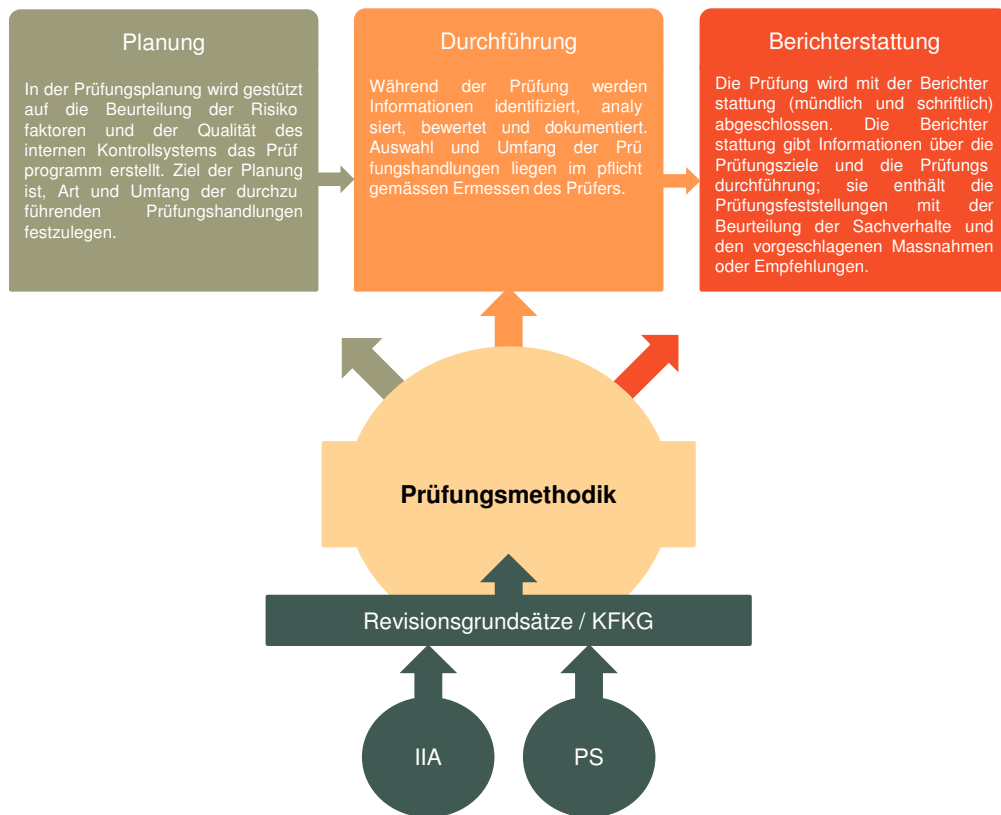 Planung
In der Prüfungsplanung wird gestützt
auf die Beurteilung der Risiko
faktoren und der Qualität des
internen Kontrollsystems das Prüf
programm erstellt. Ziel der Planung
ist, Art und Umfang der durchzu
führenden Prüfungshandlungen
festzulegen.
Durchführung
Während der Prüfung werden
Informationen identifiziert, analy
siert, bewertet und dokumentiert.
Auswahl und Umfang der Prü
fungshandlungen liegen im pflicht
gemässen Ermessen des Prüfers.
Berichterstattung
Die Prüfung wird mit der Berichter
stattung (mündlich und schriftlich)
abgeschlossen. Die Berichter
stattung gibt Informationen über die
Prüfungsziele und die Prüfungs
durchführung; sie enthält die
Prüfungsfeststellungen mit der
Beurteilung der Sachverhalte und
den vorgeschlagenen Massnahmen
oder Empfehlungen.
Prüfungsmethodik
Revisionsgrundsätze / KFKG
IIA
PS